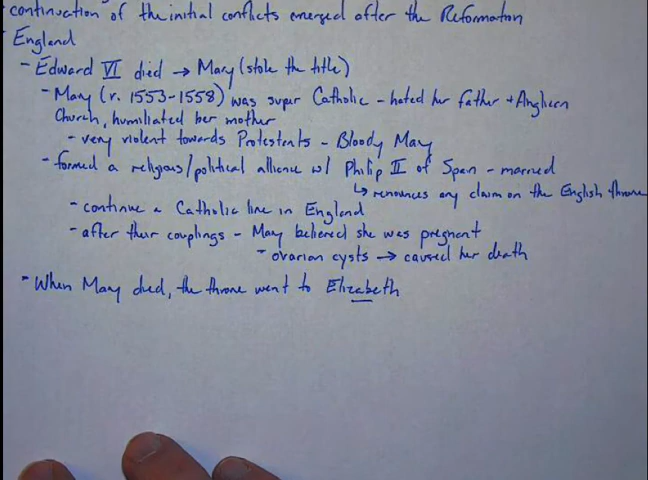 continuation of the initial conflicts emerged after the Reformation
England
- Edward VI died → Mary (stole the title)
- Mary (r. 1553-1558) was super Catholic - hated her father + Anglican
Church, humiliated her mother
- very violent towards Protestants - Bloody Mary
- formed a religious/political alliance w/ Philip II of Spain - married
↳ renounces any claim on the English throne
- continue a Catholic line in England
- after their couplings - Mary believed she was pregnant
- ovarian cysts → caused her death
- When Mary died, the throne went to Elizabeth